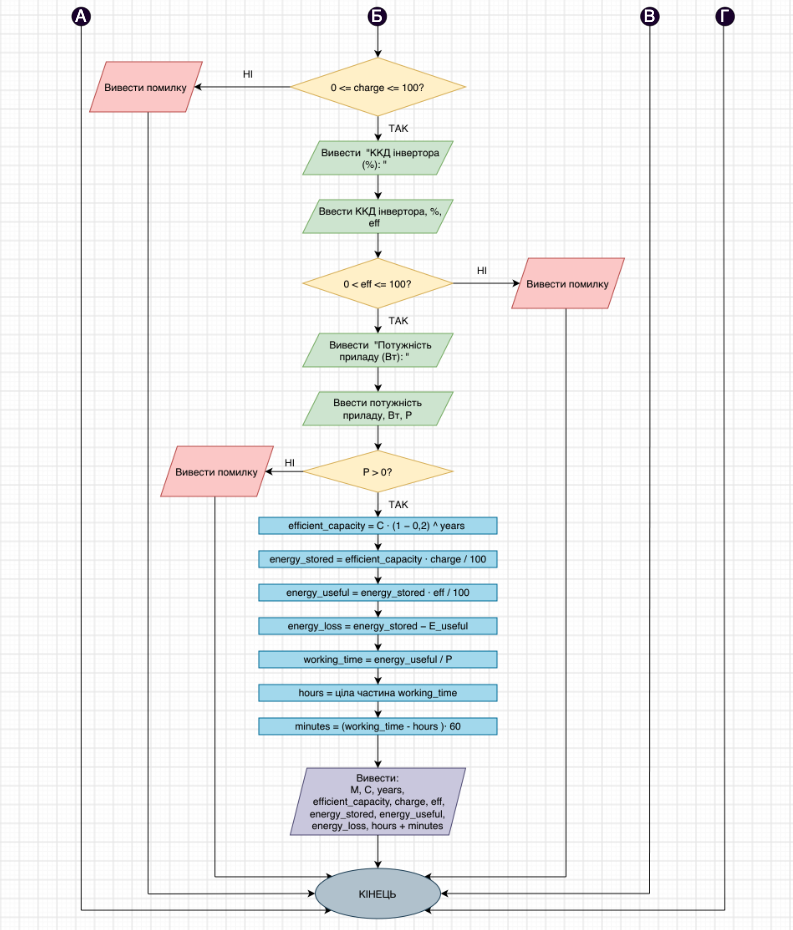 А
Б
В
Г
0 <= charge <= 100?
НІ
Вивести помилку
ТАК
Вивести "ККД інвертора
(%): "
Ввести ККД інвертора, %,
eff
0 < eff <= 100?
НІ
Вивести помилку
ТАК
Вивести "Потужність
приладу (Вт): "
Ввести потужність
приладу, Вт, P
P > 0?
НІ
Вивести помилку
ТАК
efficient_capacity = C · (1 − 0,2) ^ years
energy_stored = efficient_capacity · charge / 100
energy_useful = energy_stored · eff / 100
energy_loss = energy_stored − E_useful
working_time = energy_useful / P
hours = ціла частина working_time
minutes = (working_time - hours )· 60
Вивести:
M, C, years,
efficient_capacity, charge, eff,
energy_stored, energy_useful,
energy_loss, hours + minutes
КІНЕЦЬ